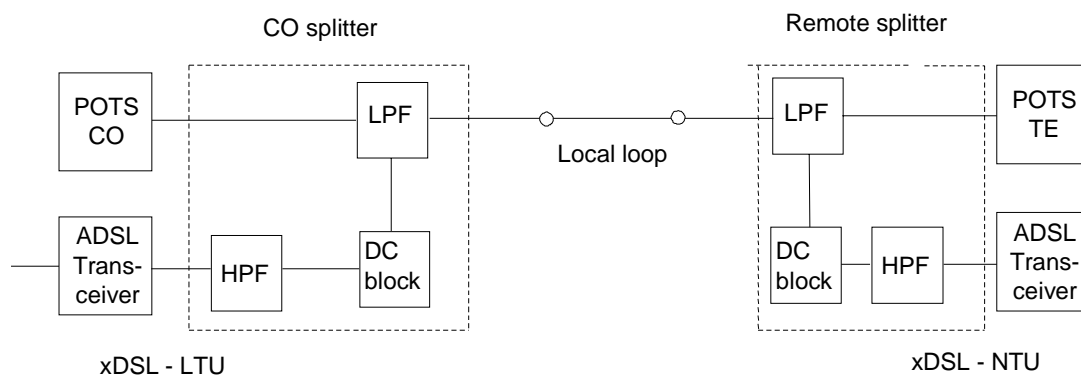 CO splitter
Remote splitter
POTS
CO
LPF
Local loop
LPF
POTS
TE
ADSL
Trans-
ceiver
HPF
DC
block
DC
block
HPF
ADSL
Trans-
ceiver
xDSL - LTU
xDSL - NTU